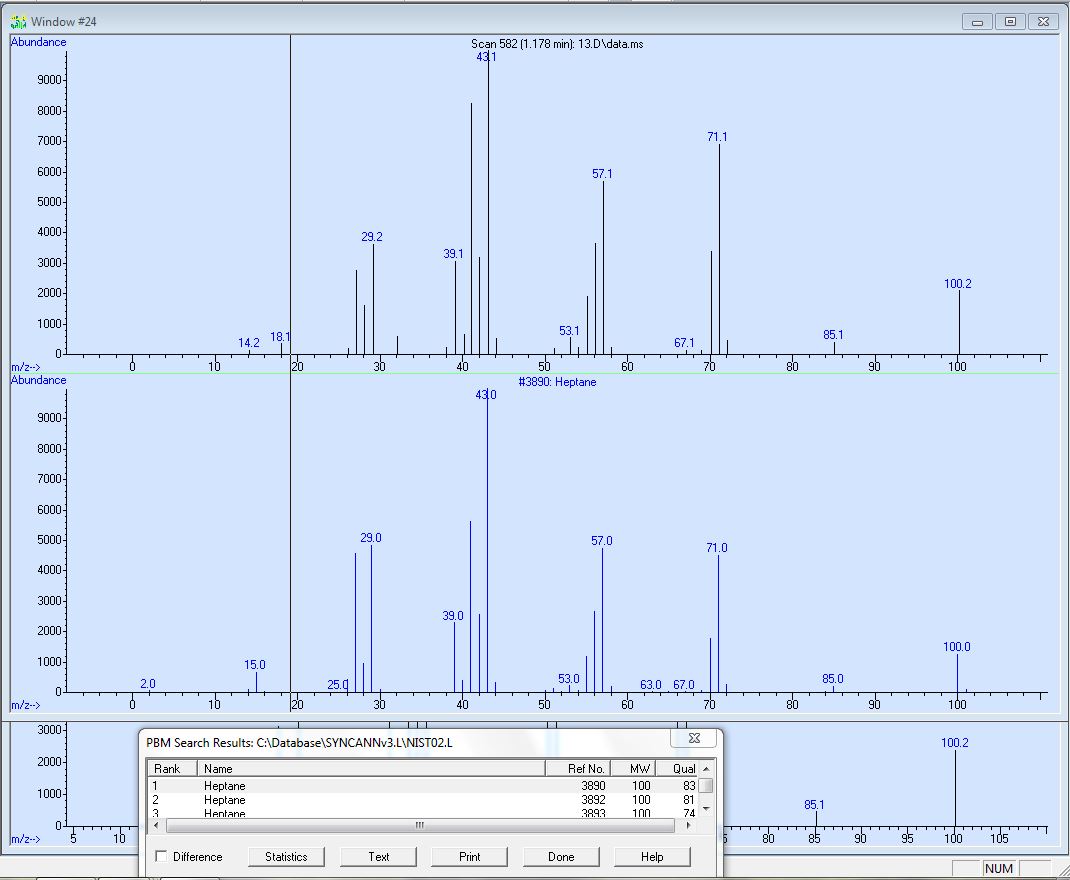 Window #24
Abundance
Scan 582 (1.178 min): 13.D\data.ms
43.1
9000
8000
7000
6000
5000
4000
3000
2000
1000
0
71.1
57.1
29.2
39.1
53.1
100.2
14.2
18.1
67.1
85.1
m/z-->
0 10 20 30 40 50 60 70 80 90 100
Abundance
#3890: Heptane
43.0
9000
8000
7000
6000
5000
4000
3000
2000
1000
0
29.0
57.0
71.0
39.0
100.0
2.0
15.0
25.0
53.0
63.0
67.0
85.0
m/z-->
0 10 20 30 40 50 60 70 80 90 100
3000
2000
1000
0
100.2
85.1
m/z-->
5 10 80 85 90 95 100 105
PBM Search Results: C:\Database\SYNCANNv3.L\NIST02.L
Rank Name Ref No. MW Qual
1 Heptane 3890 100 83
2 Heptane 3892 100 81
3 Heptane 3893 100 74
Difference Statistics Text Print Done Help
NUM